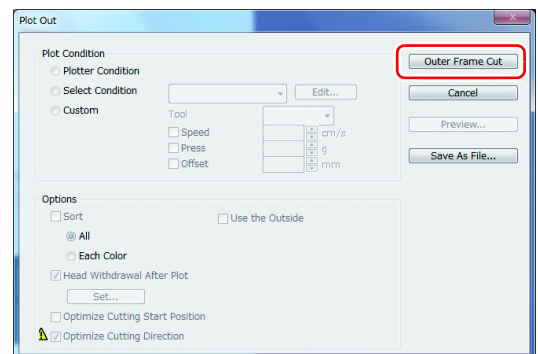 Plot Out
Plot Condition
Plotter Condition
Select Condition
Edit...
Custom
Tool
Speed
cm/s
Press
g
Offset
mm
Outer Frame Cut
Cancel
Preview...
Save As File...
Options
Sort
Use the Outside
All
Each Color
Head Withdrawal After Plot
Set...
Optimize Cutting Start Position
Optimize Cutting Direction